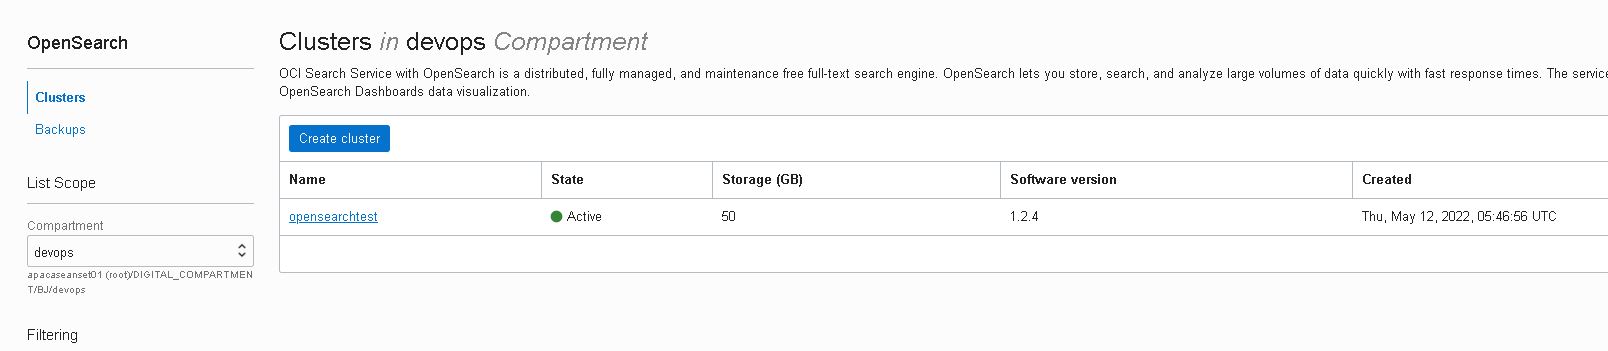 OpenSearch
Clusters
Backups
List Scope
Compartment
devops
apacaseanset01 (root)/DIGITAL_COMPARTMEN
T/BJ/devops
Filtering
Clusters in devops Compartment
OCI Search Service with OpenSearch is a distributed, fully managed, and maintenance free full-text search engine. OpenSearch lets you store, search, and analyze large volumes of data quickly with fast response times. The service
OpenSearch Dashboards data visualization.
Create cluster
Name State Storage (GB) Software version Created
opensearchtest Active 50 1.2.4 Thu, May 12, 2022, 05:46:56 UTC